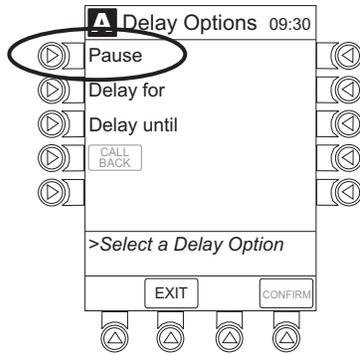 A Delay Options 09:30
Pause
Delay for
Delay until
CALL
BACK
>Select a Delay Option
EXIT CONFIRM